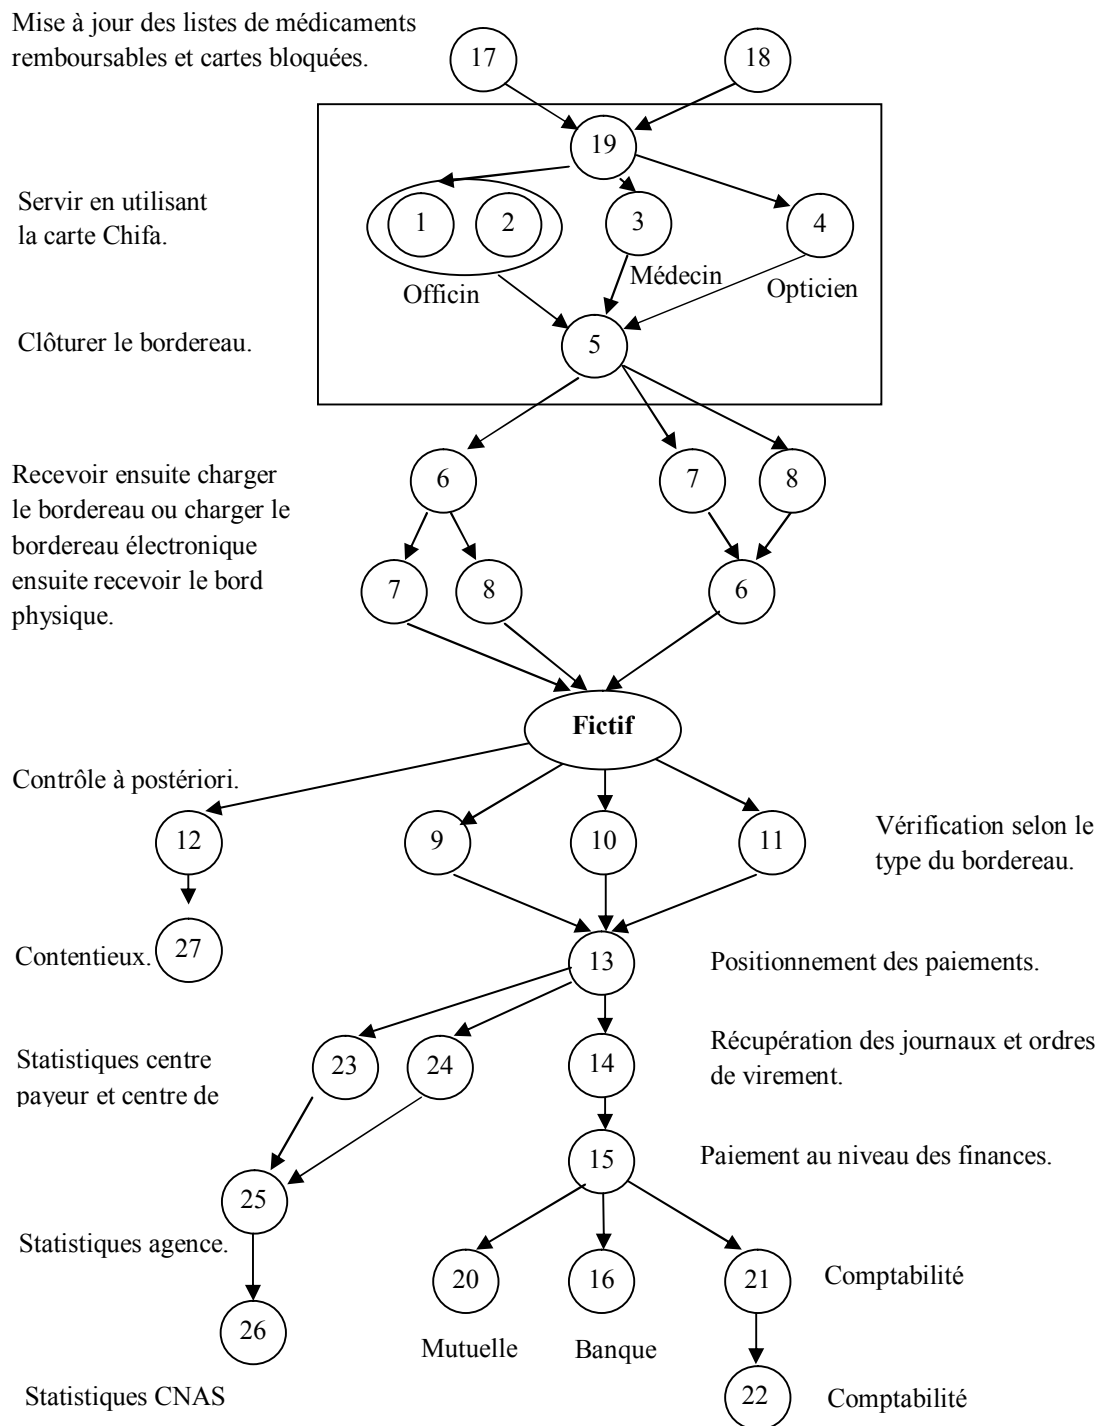 Mise à jour des listes de médicaments
remboursables et cartes bloquées.
17
18
19
Servir en utilisant
la carte Chifa.
1
2
3
4
Officin
Médecin
Opticien
Clôturer le bordereau.
5
Recevoir ensuite charger
le bordereau ou charger le
bordereau électronique
ensuite recevoir le bord
physique.
6
7
8
7
8
6
Fictif
Contrôle à postériori.
12
9
10
11
Vérification selon le
type du bordereau.
Contentieux.
27
13
Positionnement des paiements.
Statistiques centre
payeur et centre de
23
24
14
Récupération des journaux et ordres
de virement.
15
Paiement au niveau des finances.
25
Statistiques agence.
20
16
21
Comptabilité
26
Mutuelle
Banque
Statistiques CNAS
22
Comptabilité